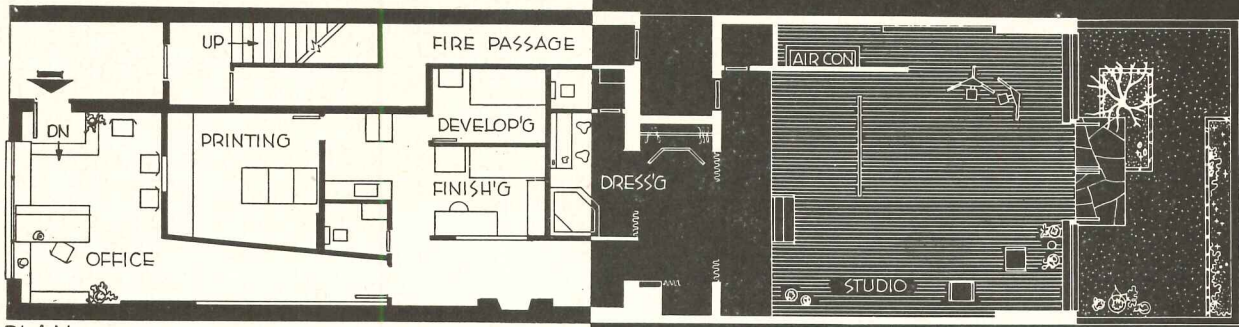 UP
FIRE PASSAGE
AIR CON
DN
PRINTING
DEVELOP'G
FINISH'G
DRESS'G
OFFICE
STUDIO